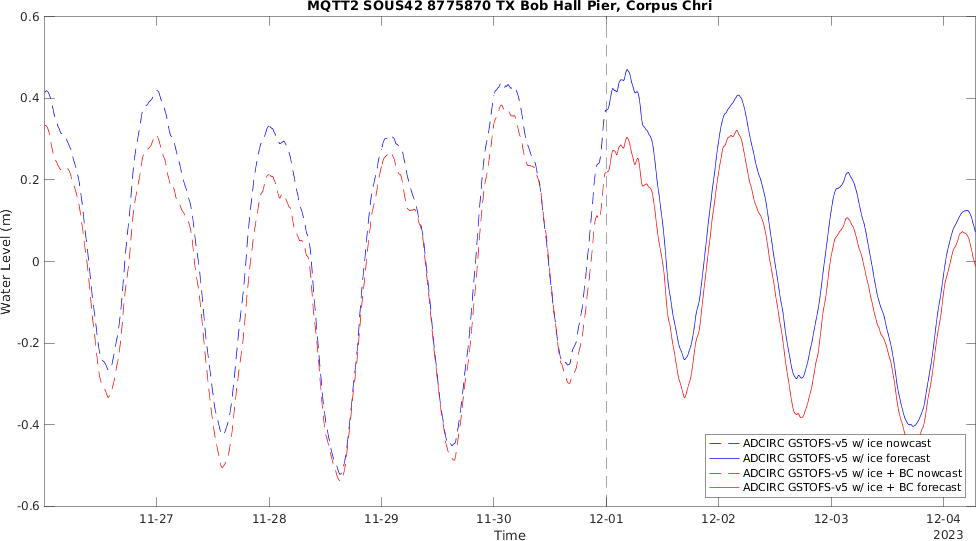 MQTT2 SOUS42 8775870 TX Bob Hall Pier, Corpus Chri
0.6
0.4
0.2
0
-0.2
-0.4
-0.6
Water Level (m)
11-27
11-28
11-29
11-30
12-01
12-02
12-03
12-04
Time
2023
ADCIRC GSTOFS-v5 w/ ice nowcast
ADCIRC GSTOFS-v5 w/ ice forecast
ADCIRC GSTOFS-v5 w/ ice + BC nowcast
ADCIRC GSTOFS-v5 w/ ice + BC forecast